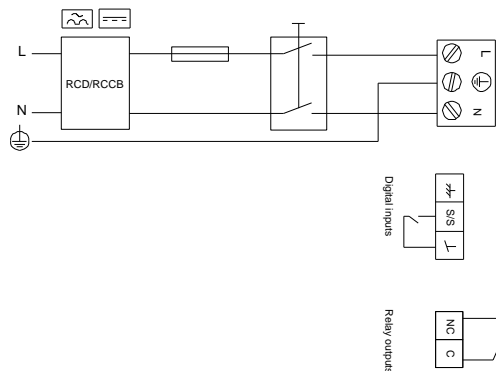 L
RCD/RCCB
N
L
N
Digital inputs
S/S
Relay outputs
NC
C